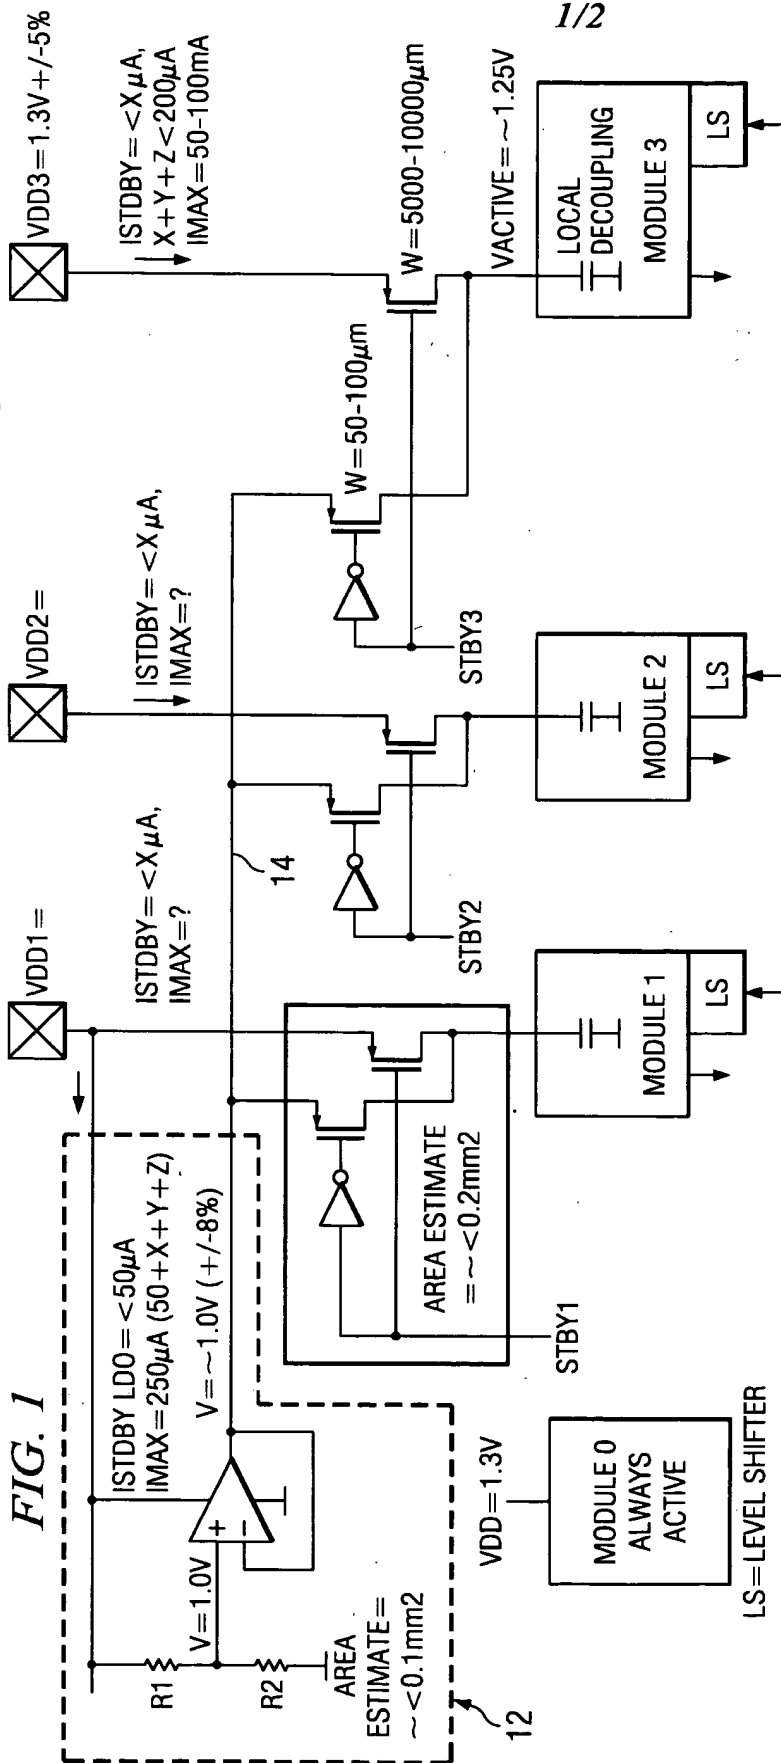 1/2
FIG. 1
VDD1=
VDD2=
VDD3=1.3V+/-5%
ISTDBY=<XµA,
IMAX=?
ISTDBY=<XµA,
IMAX=?
ISTDBY=<XµA,
X+Y+Z<200µA
IMAX=50-100mA
ISTDBY LDO=<50µA
IMAX=250µA (50+X+Y+Z)
V=~1.0V (+/-8%)
R1
V=1.0V
+
−
R2
AREA
ESTIMATE=
~<0.1mm2
12
14
W=50-100µm
W=5000-10000µm
AREA ESTIMATE
=~<0.2mm2
STBY1
STBY2
STBY3
VACTIVE=~1.25V
VDD=1.3V
MODULE 0
ALWAYS
ACTIVE
MODULE 1
LS
MODULE 2
LS
LOCAL
DECOUPLING
MODULE 3
LS
LS=LEVEL SHIFTER